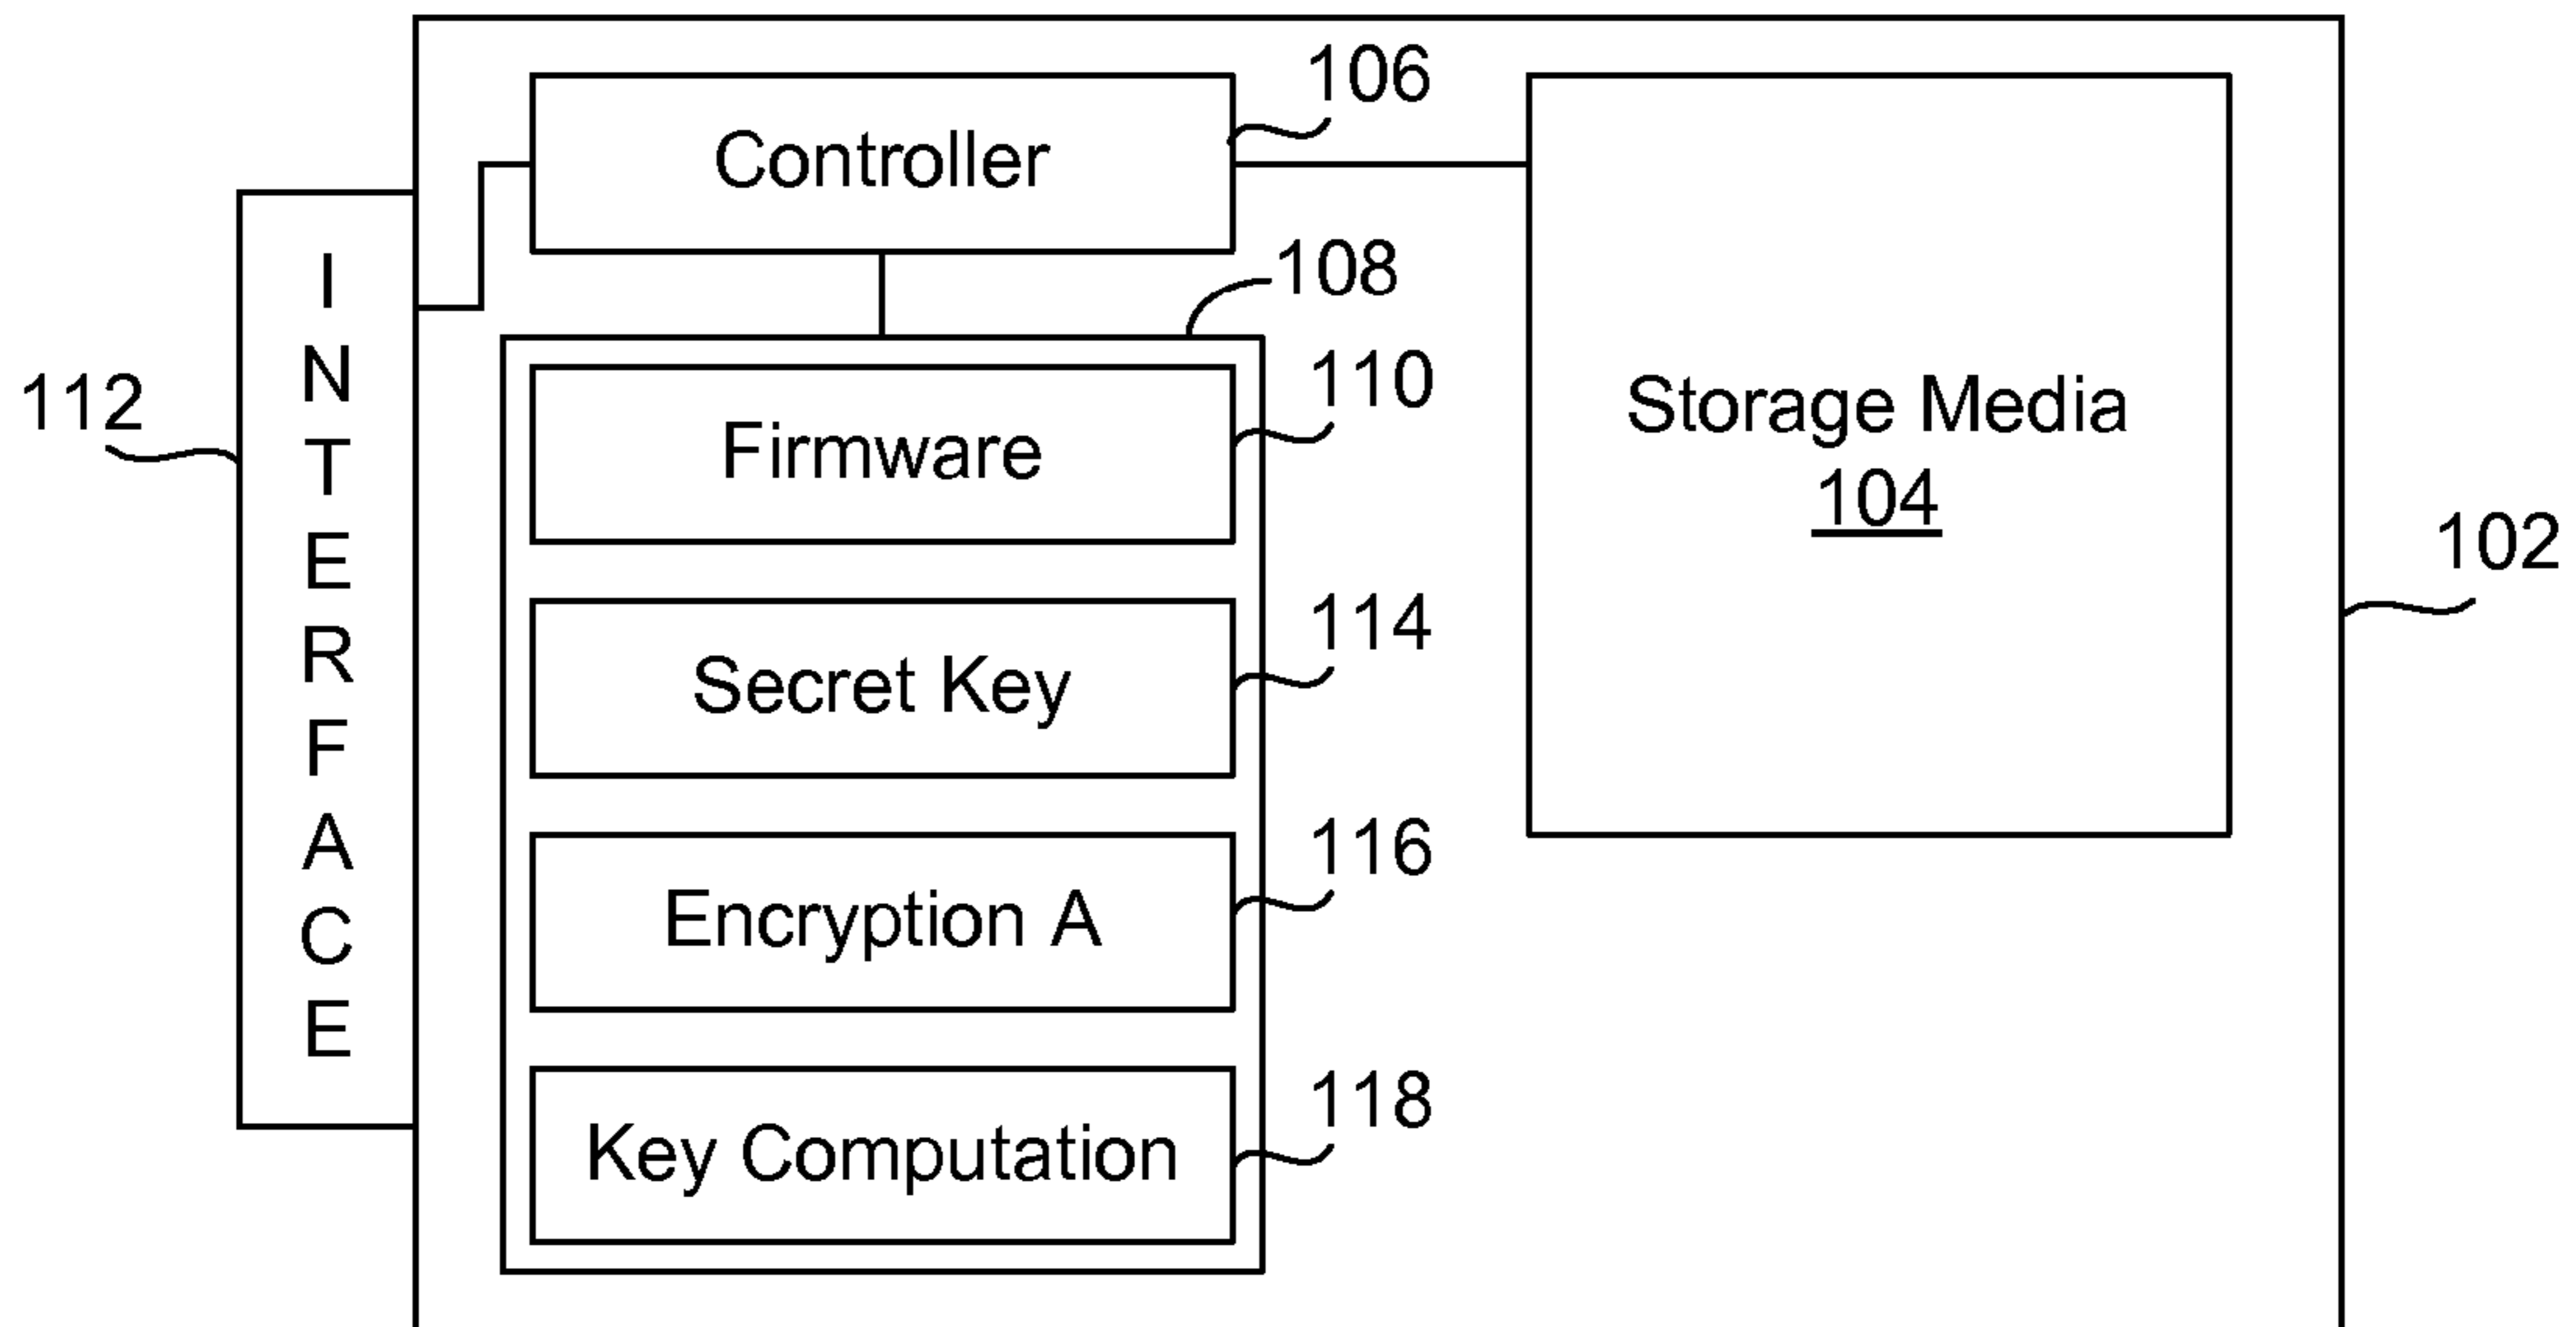 106
Controller
108
110
Firmware
112
I
N
T
E
R
F
A
C
E
Storage Media
104
102
114
Secret Key
116
Encryption A
118
Key Computation